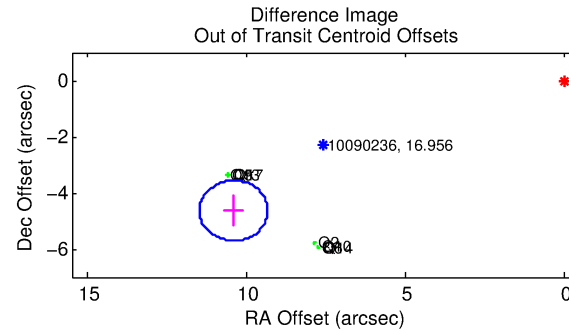 Difference Image
Out of Transit Centroid Offsets
Dec Offset (arcsec)
0
−2
−4
−6
10090236, 16.956
15
10
5
0
RA Offset (arcsec)